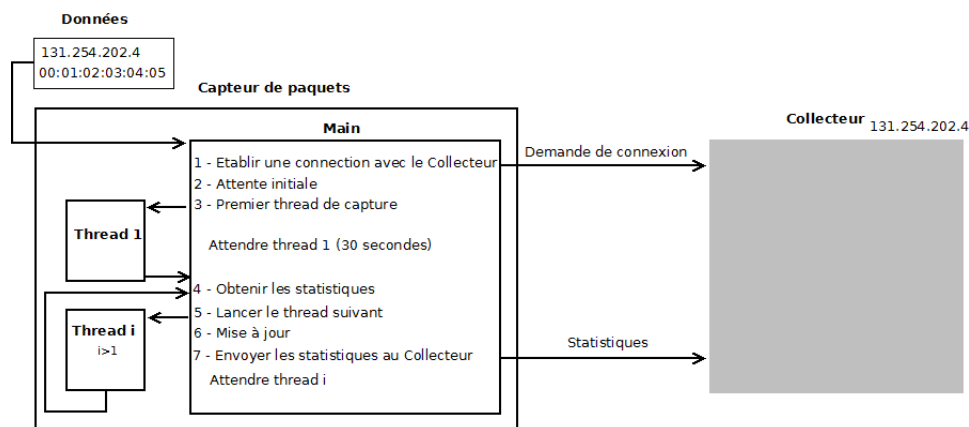 Données
131.254.202.4
00:01:02:03:04:05
Capteur de paquets
Main
1 - Etablir une connection avec le Collecteur
2 - Attente initiale
3 - Premier thread de capture
Attendre thread 1 (30 secondes)
4 - Obtenir les statistiques
5 - Lancer le thread suivant
6 - Mise à jour
7 - Envoyer les statistiques au Collecteur
Attendre thread i
Thread 1
Thread i
i>1
Demande de connexion
Statistiques
Collecteur 131.254.202.4